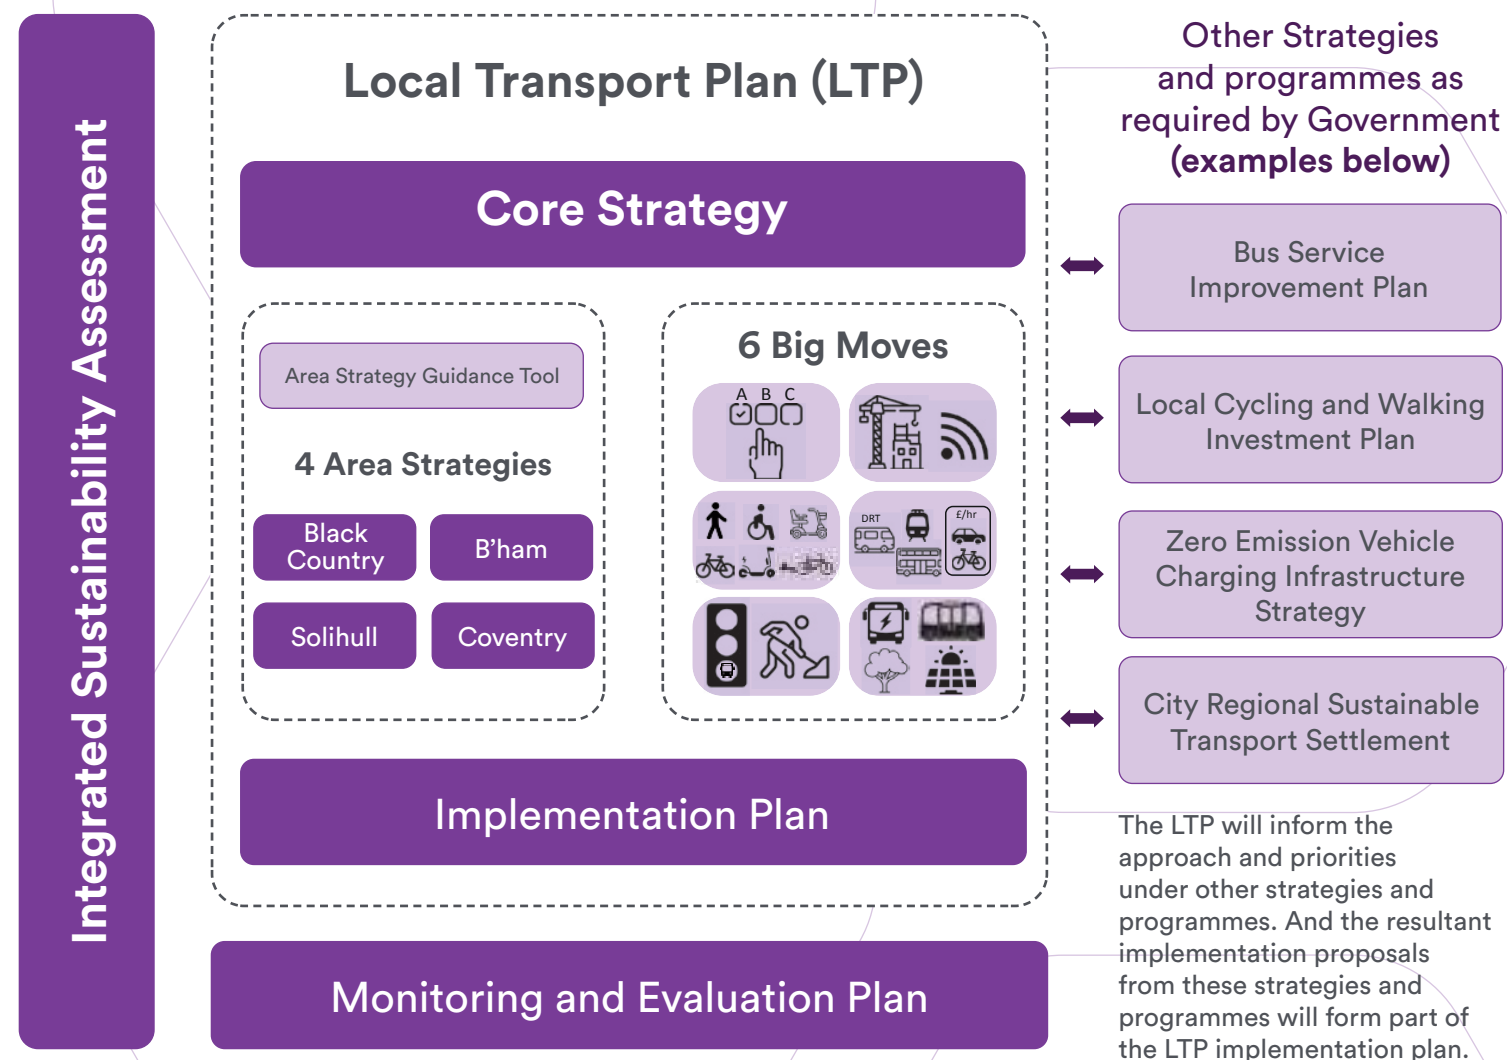 Integrated Sustainability Assessment
Local Transport Plan (LTP)
Core Strategy
Area Strategy Guidance Tool
4 Area Strategies
Black
Country
B’ham
Solihull
Coventry
6 Big Moves
A B C
DRT
£/hr
Implementation Plan
Monitoring and Evaluation Plan
Other Strategies
and programmes as
required by Government
(examples below)
Bus Service
Improvement Plan
Local Cycling and Walking
Investment Plan
Zero Emission Vehicle
Charging Infrastructure
Strategy
City Regional Sustainable
Transport Settlement
The LTP will inform the
approach and priorities
under other strategies and
programmes. And the resultant
implementation proposals
from these strategies and
programmes will form part of
the LTP implementation plan.